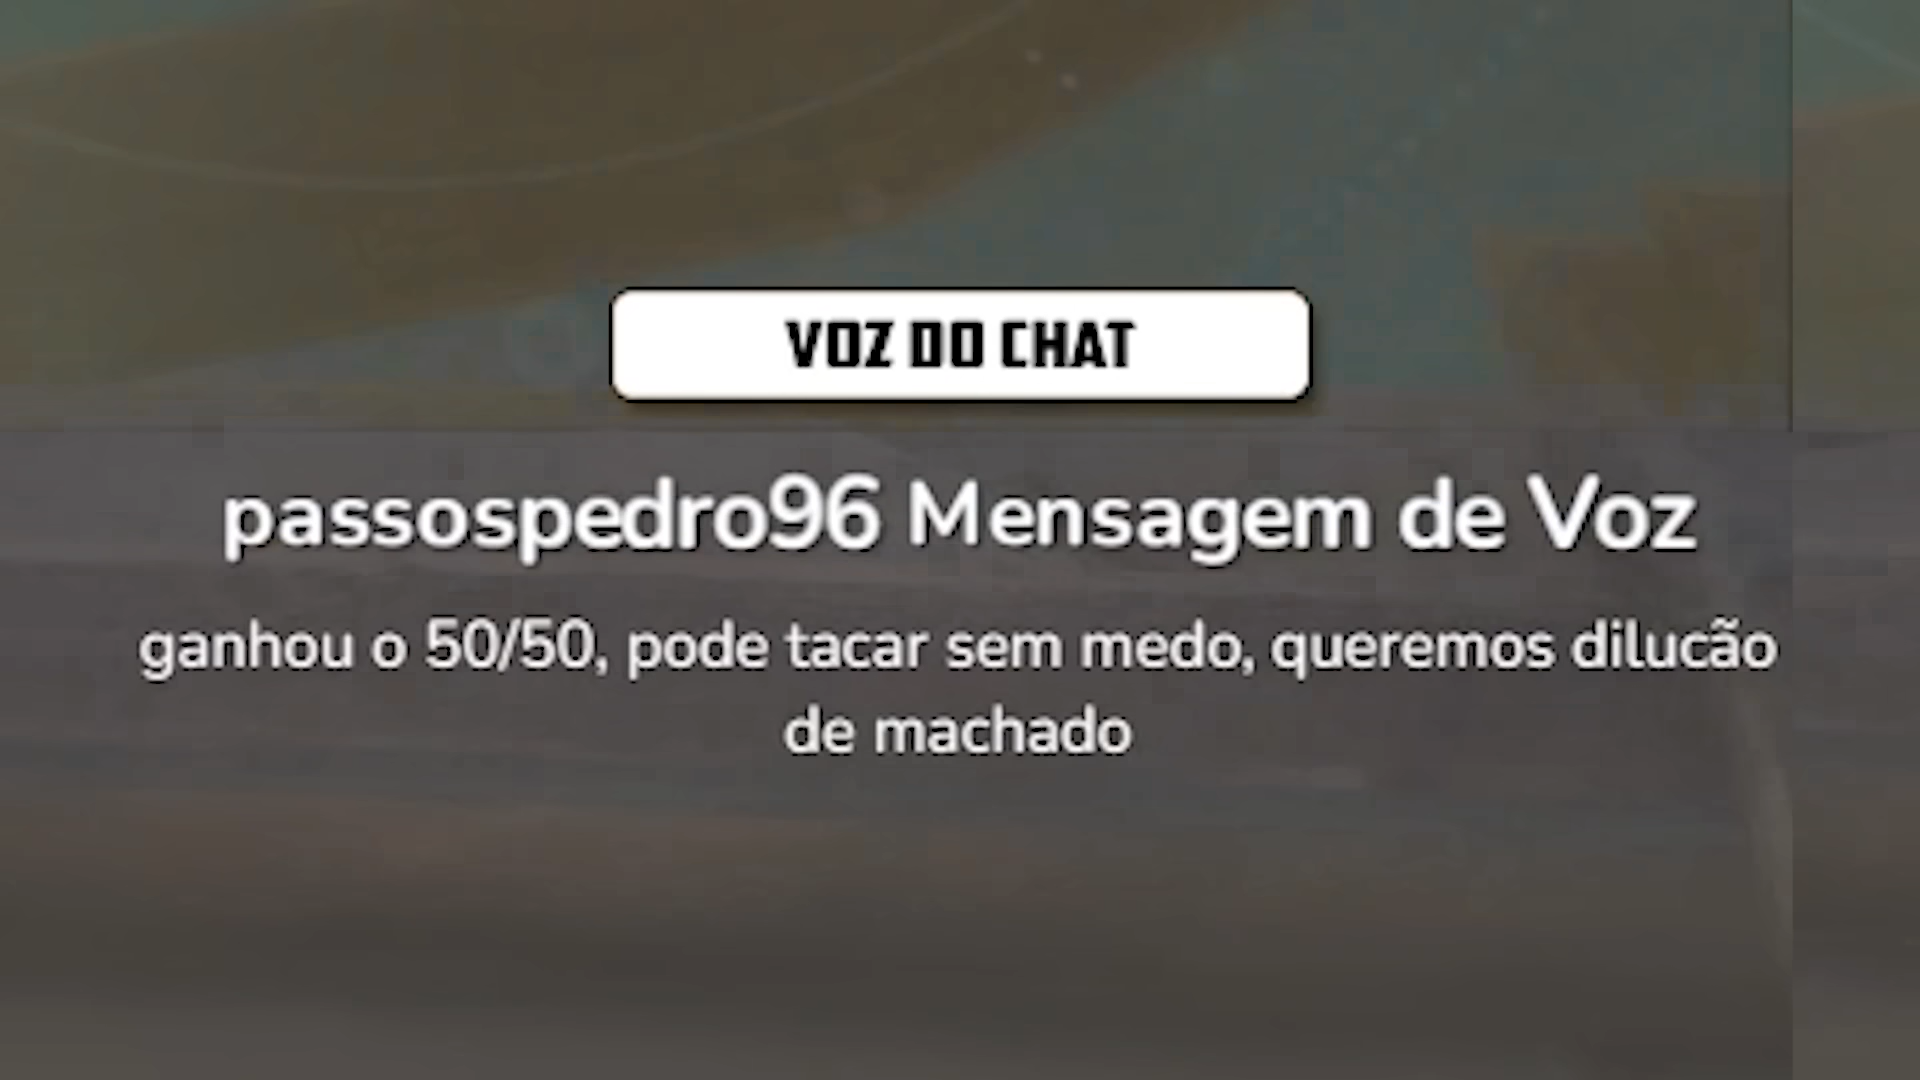 VOZ DO CHAT
passospedro96 Mensagem de Voz
ganhou o 50/50, pode tacar sem medo, queremos dilucão
de machado